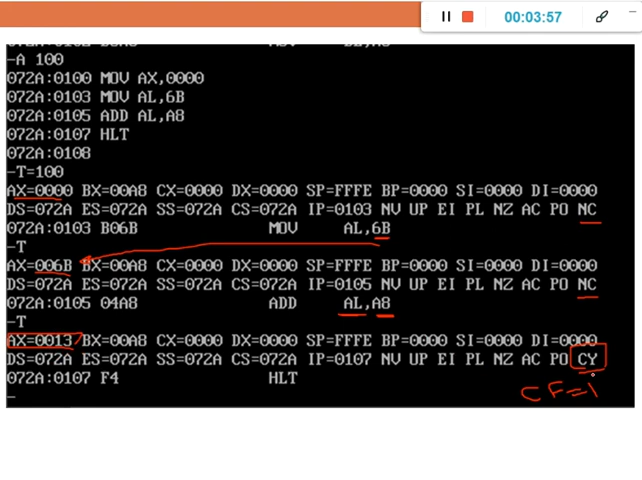 00:03:57
-A 100
072A:0100 MOV AX,0000
072A:0103 MOV AL,6B
072A:0105 ADD AL,A8
072A:0107 HLT
072A:0108
-T=100
AX=0000 BX=00A8 CX=0000 DX=0000 SP=FFFE BP=0000 SI=0000 DI=0000
DS=072A ES=072A SS=072A CS=072A IP=0103 NV UP EI PL NZ AC PO NC
072A:0103 B06B MOV AL,6B
-T
AX=006B BX=00A8 CX=0000 DX=0000 SP=FFFE BP=0000 SI=0000 DI=0000
DS=072A ES=072A SS=072A CS=072A IP=0105 NV UP EI PL NZ AC PO NC
072A:0105 04A8 ADD AL,A8
-T
AX=0013 BX=00A8 CX=0000 DX=0000 SP=FFFE BP=0000 SI=0000 DI=0000
DS=072A ES=072A SS=072A CS=072A IP=0107 NV UP EI PL NZ AC PO CY
072A:0107 F4 HLT
-
CF=1